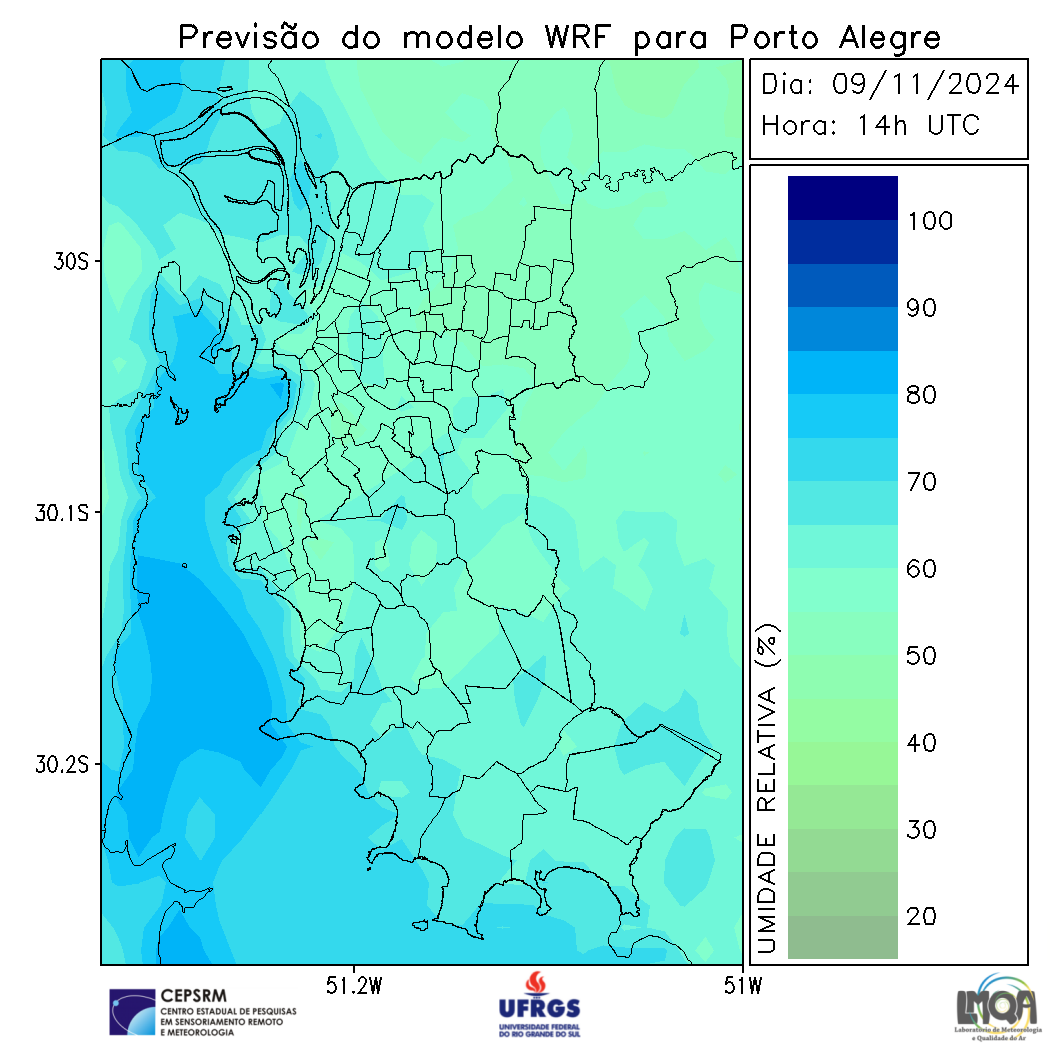 Previsão do modelo WRF para Porto Alegre
Dia: 09/11/2024
Hora: 14h UTC
30S
30.1S
30.2S
51.2W
51W
100
90
80
70
60
50
40
30
20
UMIDADE RELATIVA (%)
CEPSRM
CENTRO ESTADUAL DE PESQUISAS
EM SENSORIAMENTO REMOTO
E METEOROLOGIA
UFRGS
UNIVERSIDADE FEDERAL
DO RIO GRANDE DO SUL
LMQA
Laboratório de Meteorologia
e Qualidade do Ar